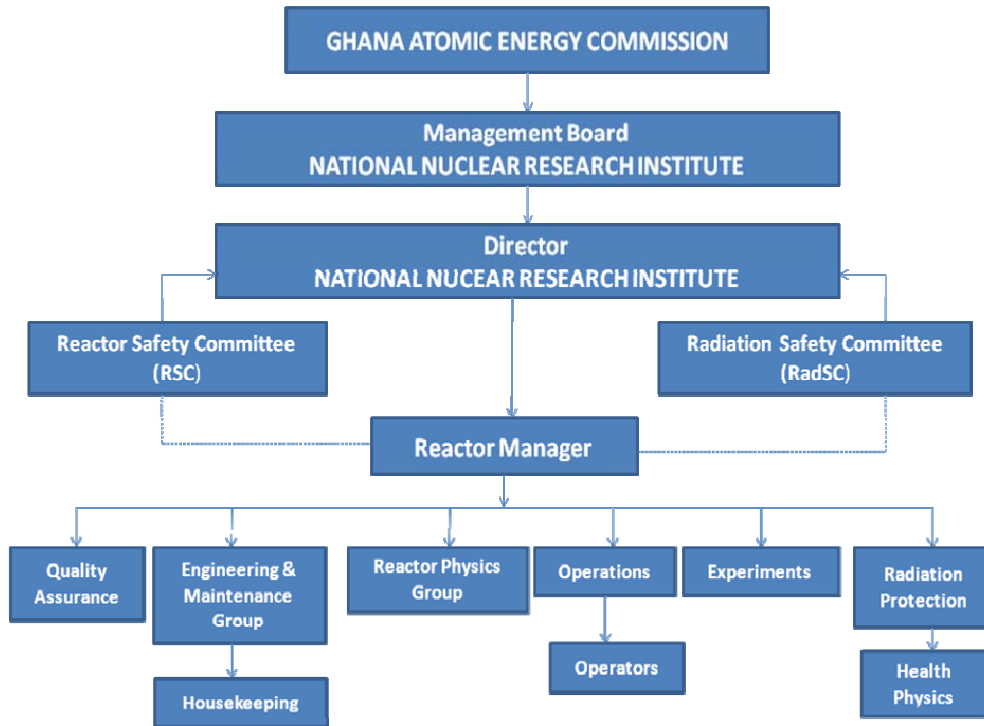 GHANA ATOMIC ENERGY COMMISSION
Management Board
NATIONAL NUCLEAR RESEARCH INSTITUTE
Director
NATIONAL NUCEAR RESEARCH INSTITUTE
Reactor Safety Committee
(RSC)
Radiation Safety Committee
(RadSC)
Reactor Manager
Quality
Assurance
Engineering &
Maintenance
Group
Reactor Physics
Group
Operations
Experiments
Radiation
Protection
Housekeeping
Operators
Health
Physics